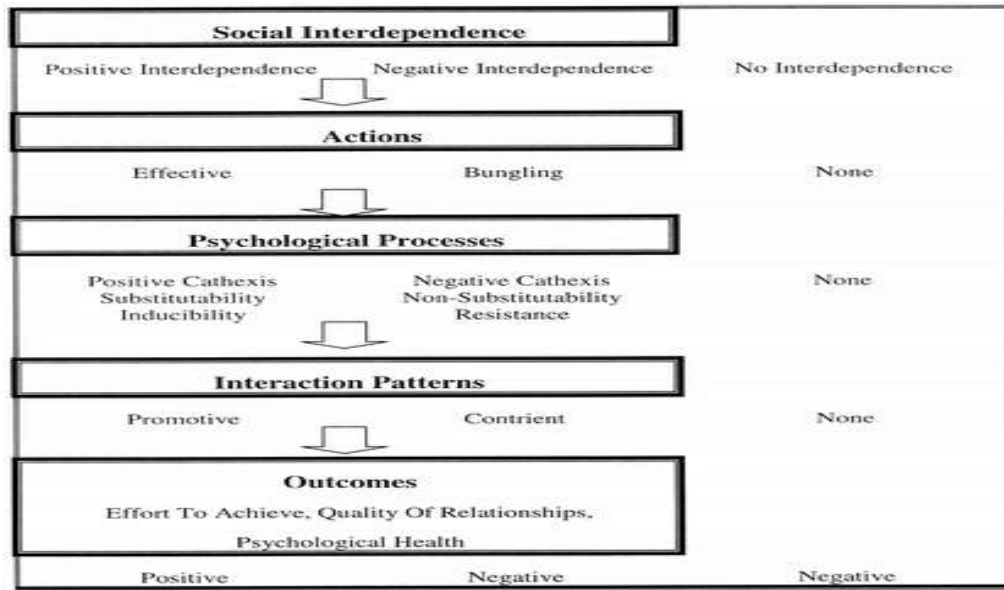 Social Interdependence
Positive Interdependence Negative Interdependence No Interdependence
Actions
Effective Bungling None
Psychological Processes
Positive Cathexis Negative Cathexis None
Substitutability Non-Substitutability
Inducibility Resistance
Interaction Patterns
Promotive Contrient None
Outcomes
Effort To Achieve, Quality Of Relationships,
Psychological Health
Positive Negative Negative